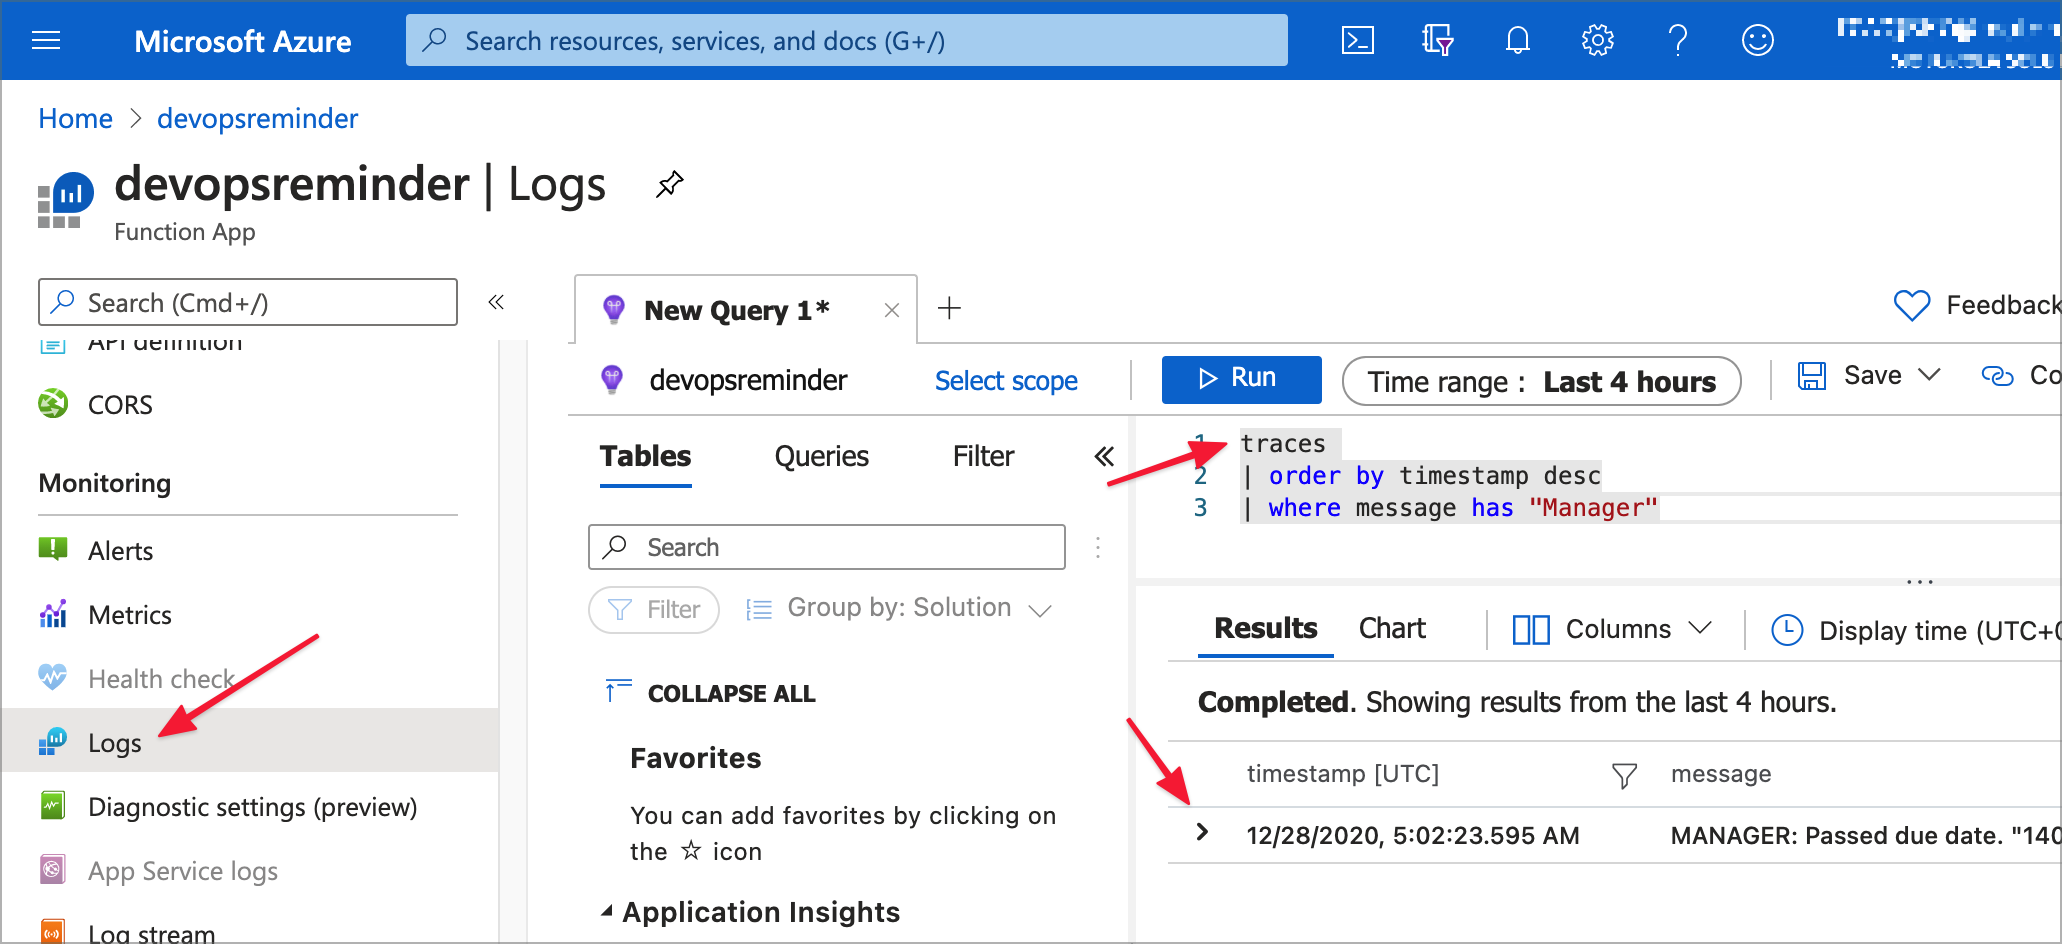 Microsoft Azure
Search resources, services, and docs (G+/)
Home > devopsreminder
devopsreminder | Logs
Function App
Search (Cmd+/)
«
API definition
CORS
Monitoring
Alerts
Metrics
Health check
Logs
Diagnostic settings (preview)
App Service logs
Log stream
New Query 1*
Feedback
devopsreminder
Select scope
Run
Time range : Last 4 hours
Save
Tables
Queries
Filter
«
Search
Filter
Group by: Solution
COLLAPSE ALL
Favorites
You can add favorites by clicking on
the ☆ icon
Application Insights
1 traces
2 | order by timestamp desc
3 | where message has "Manager"
Results
Chart
Columns
Display time (UTC+0
Completed. Showing results from the last 4 hours.
timestamp [UTC]
message
12/28/2020, 5:02:23.595 AM
MANAGER: Passed due date. "140